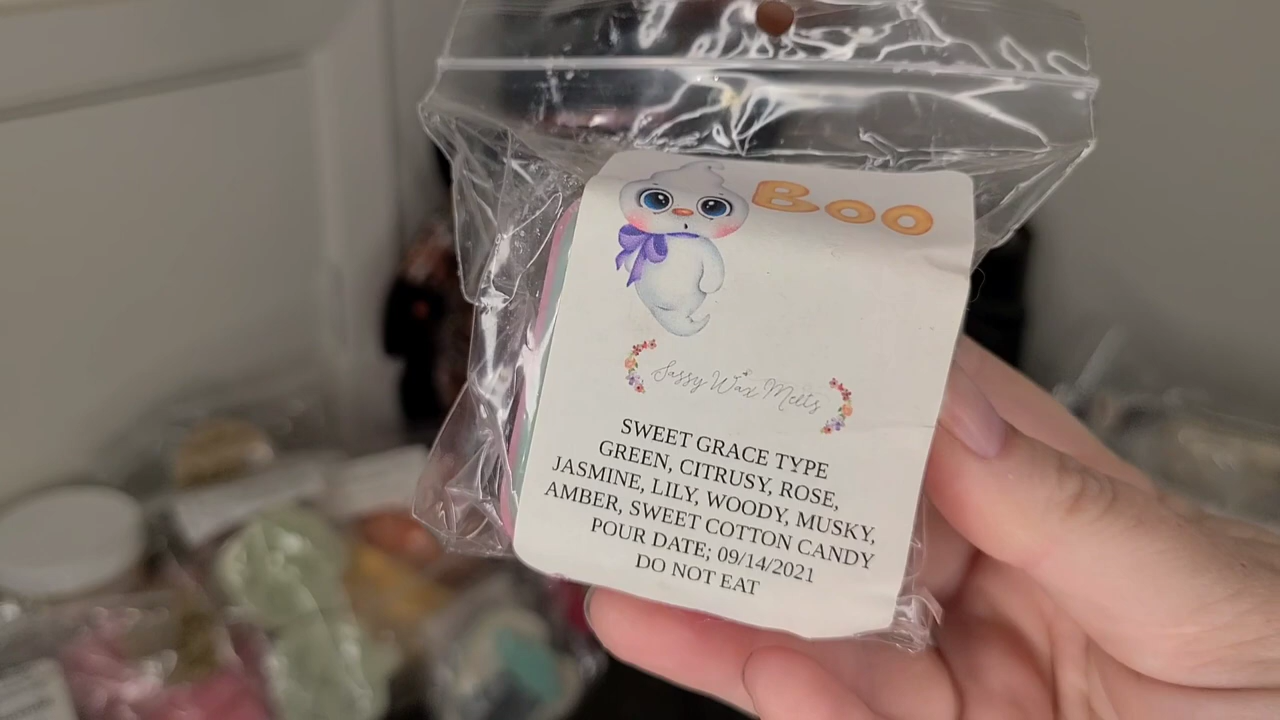 Boo
Sassy Wax Melts
SWEET GRACE TYPE
GREEN, CITRUSY, ROSE,
JASMINE, LILY, WOODY, MUSKY,
AMBER, SWEET COTTON CANDY
POUR DATE; 09/14/2021
DO NOT EAT